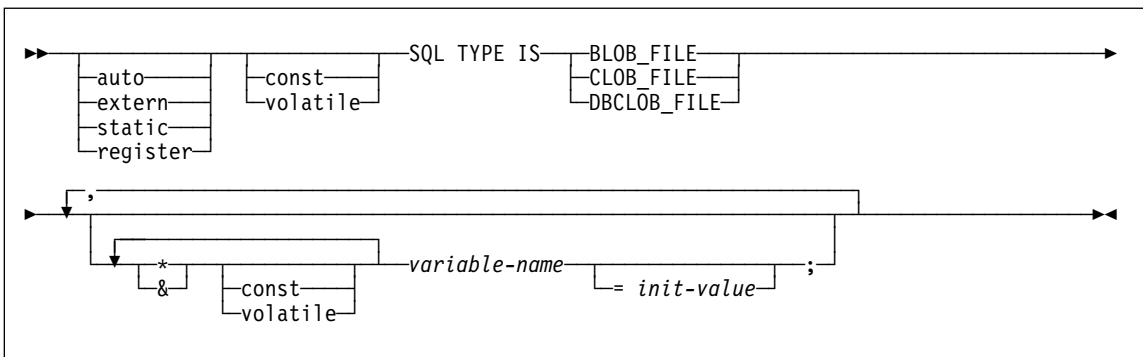 SQL TYPE IS BLOB_FILE
auto const CLOB_FILE
extern volatile DBCLOB_FILE
static
register
,
* variable-name ;
& const = init-value
volatile